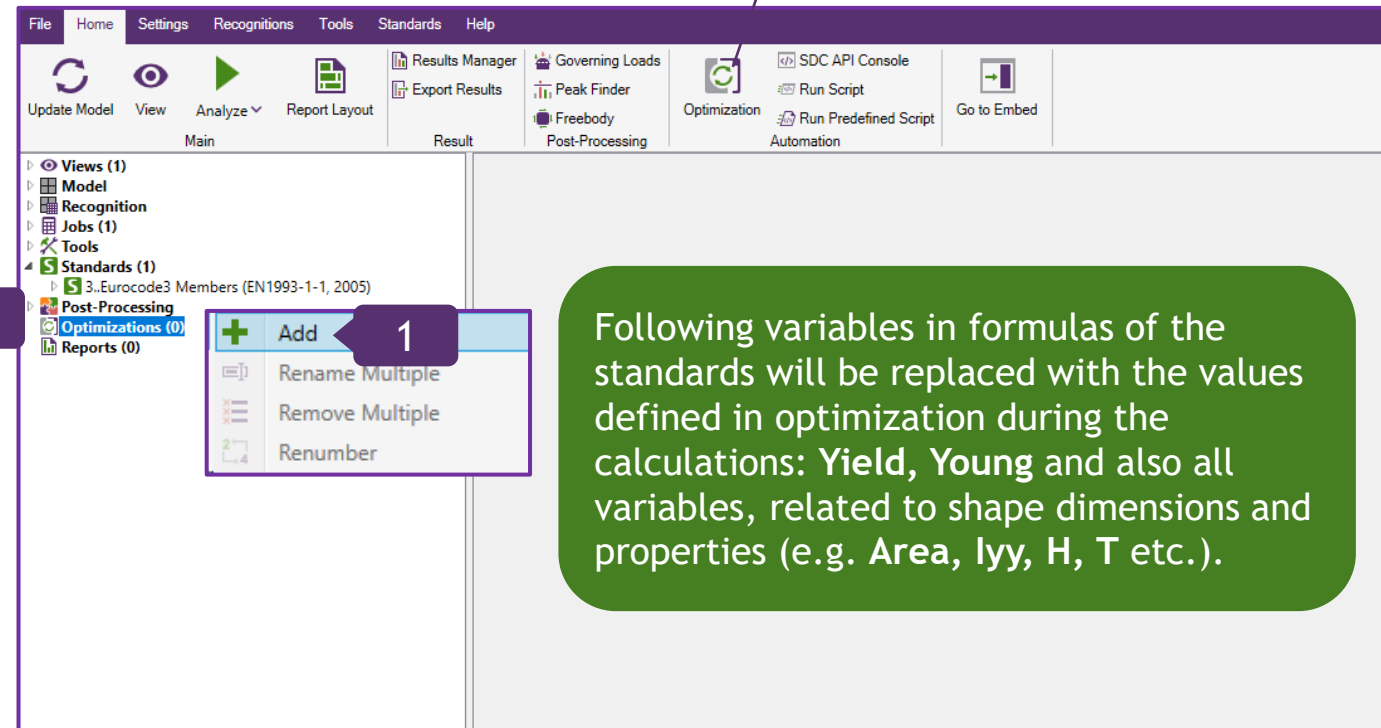 File Home Settings Recognitions Tools Standards Help
Update Model
View
Analyze
Report Layout
Main
Results Manager
Export Results
Result
Governing Loads
Peak Finder
Freebody
Post-Processing
Optimization
SDC API Console
Run Script
Run Predefined Script
Automation
Go to Embed
Views (1)
Model
Recognition
Jobs (1)
Tools
Standards (1)
3..Eurocode3 Members (EN1993-1-1, 2005)
Post-Processing
Optimizations (0)
Reports (0)
Add
1
Rename Multiple
Remove Multiple
Renumber
Following variables in formulas of the
standards will be replaced with the values
defined in optimization during the
calculations: Yield, Young and also all
variables, related to shape dimensions and
properties (e.g. Area, Iyy, H, T etc.).